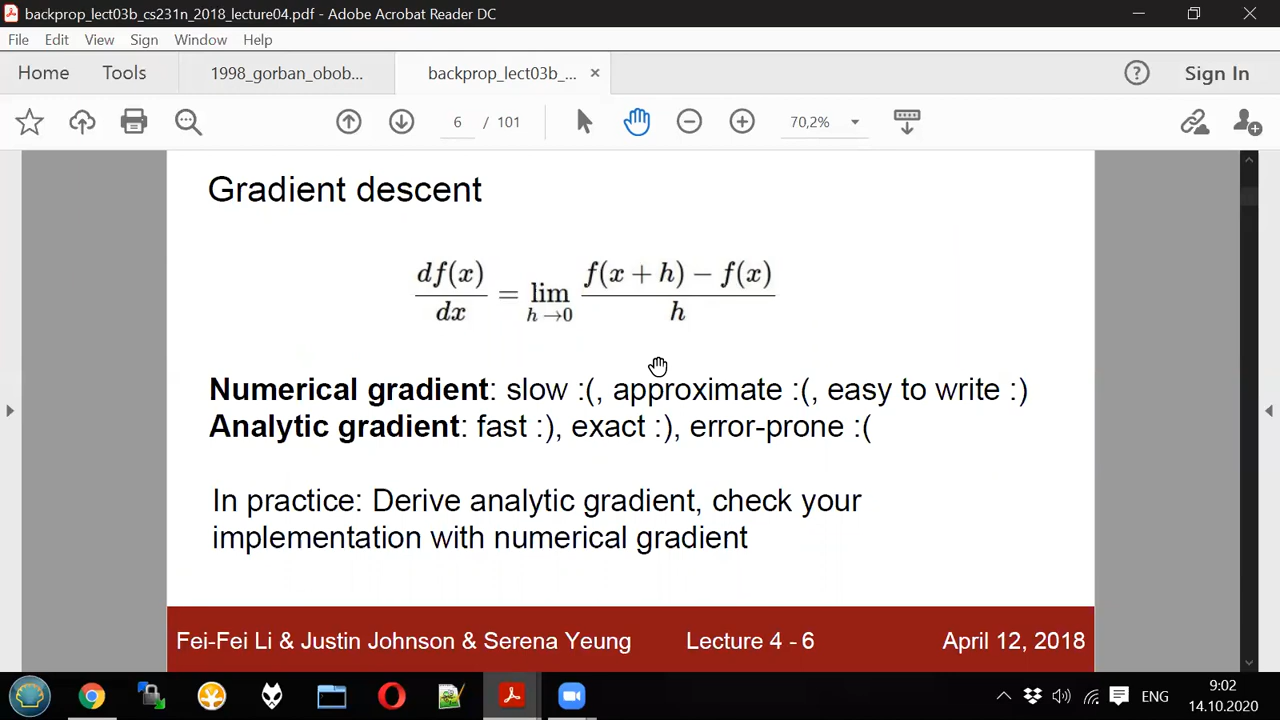 backprop_lect03b_cs231n_2018_lecture04.pdf - Adobe Acrobat Reader DC
File Edit View Sign Window Help
Home Tools 1998_gorban_obob... backprop_lect03b_... × Sign In
6 / 101 70,2%
Gradient descent
df(x)/dx = lim h→0 f(x + h) − f(x)/h
Numerical gradient: slow :(, approximate :(, easy to write :)
Analytic gradient: fast :), exact :), error-prone :(
In practice: Derive analytic gradient, check your
implementation with numerical gradient
Fei-Fei Li & Justin Johnson & Serena Yeung Lecture 4 - 6 April 12, 2018
ENG 9:02
14.10.2020